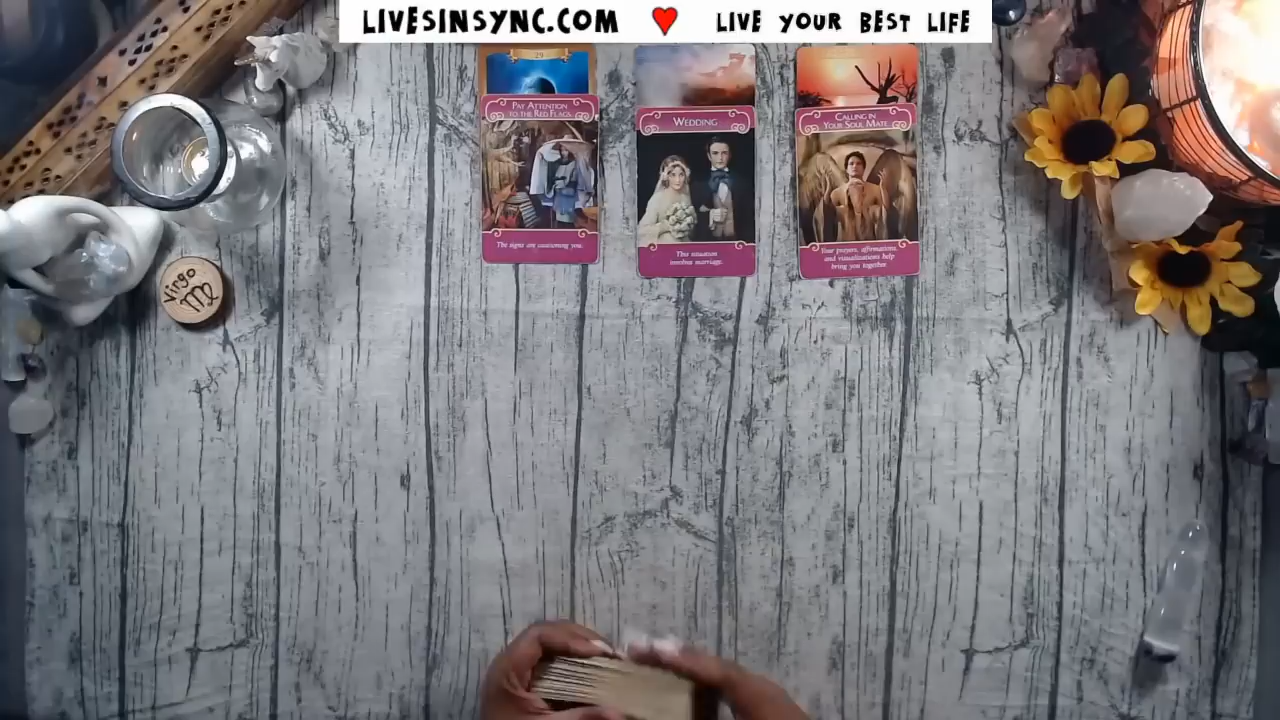 LIVESINSYNC.COM ❤ LIVE YOUR BEST LIFE
29
PAY ATTENTION
TO THE RED FLAGS
The signs are cautioning you.
WEDDING
This situation
involves marriage.
CALLING IN
YOUR SOUL MATE
Your prayers, affirmations,
and visualizations help
bring you together
Virgo